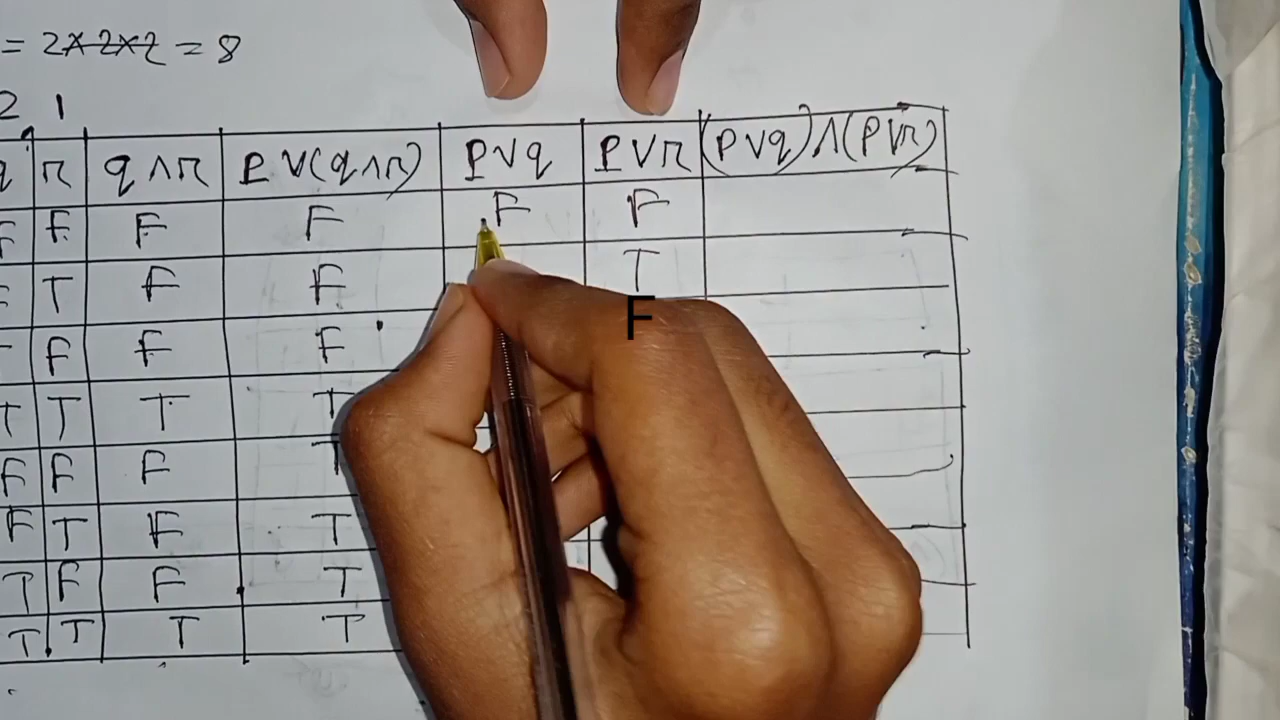 = 2×2×2 = 8
2 1
q r q∧r P∨(q∧r) P∨q P∨r (P∨q)∧(P∨r)
F F F F F F
F T F F T
F F F F
T T T T
F F F T
F T F T
T F F T
T T T T